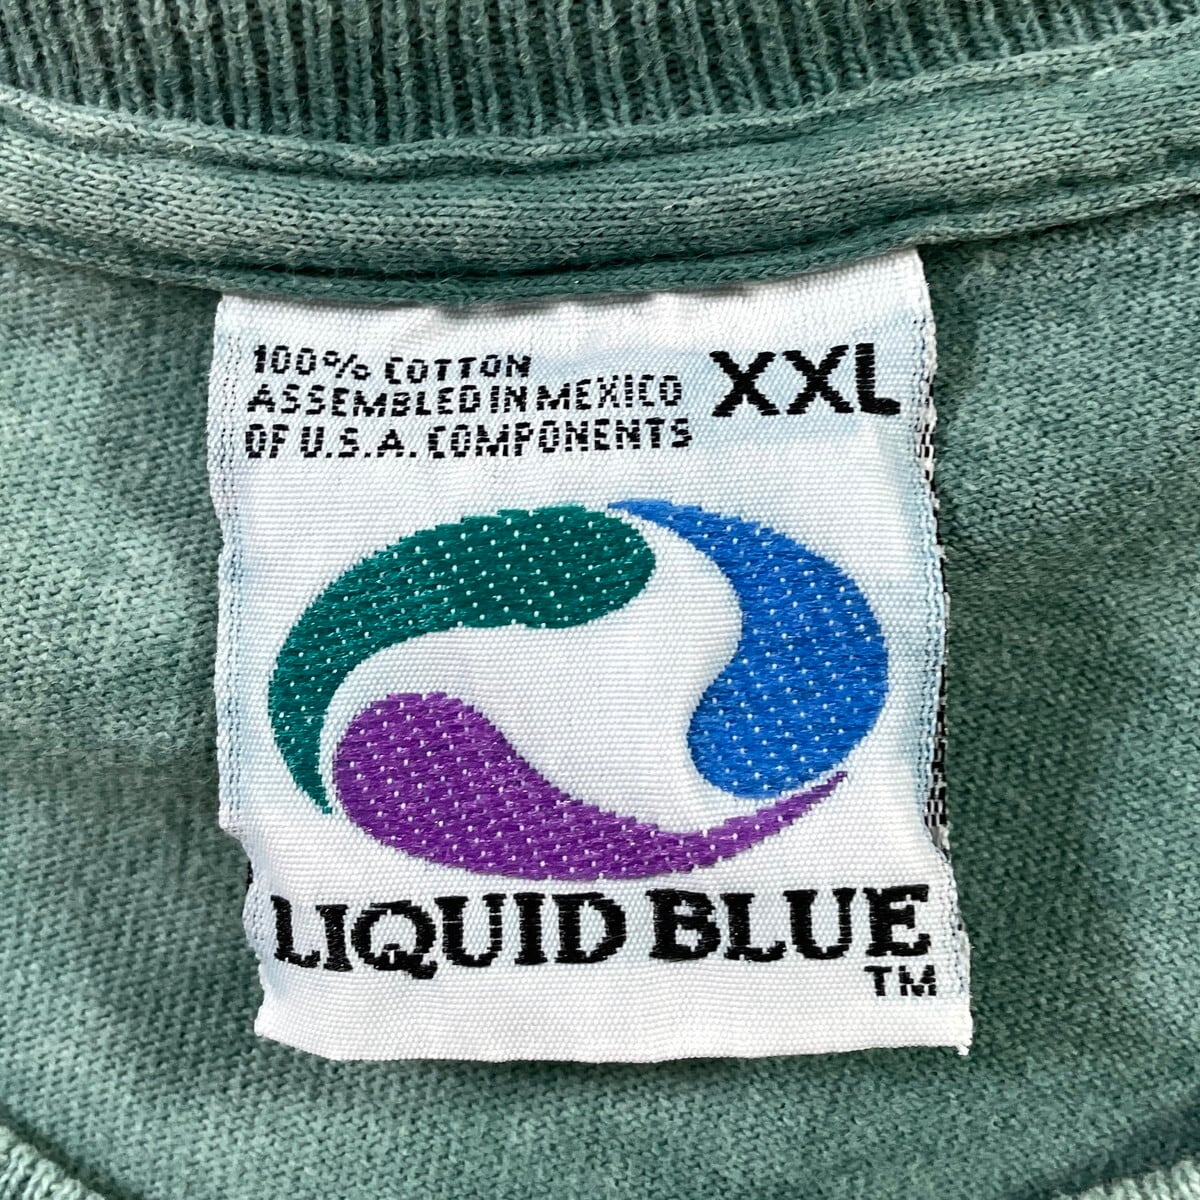 100% COTTON
ASSEMBLED IN MEXICO
OF U.S.A. COMPONENTS
XXL
LIQUID BLUE
TM